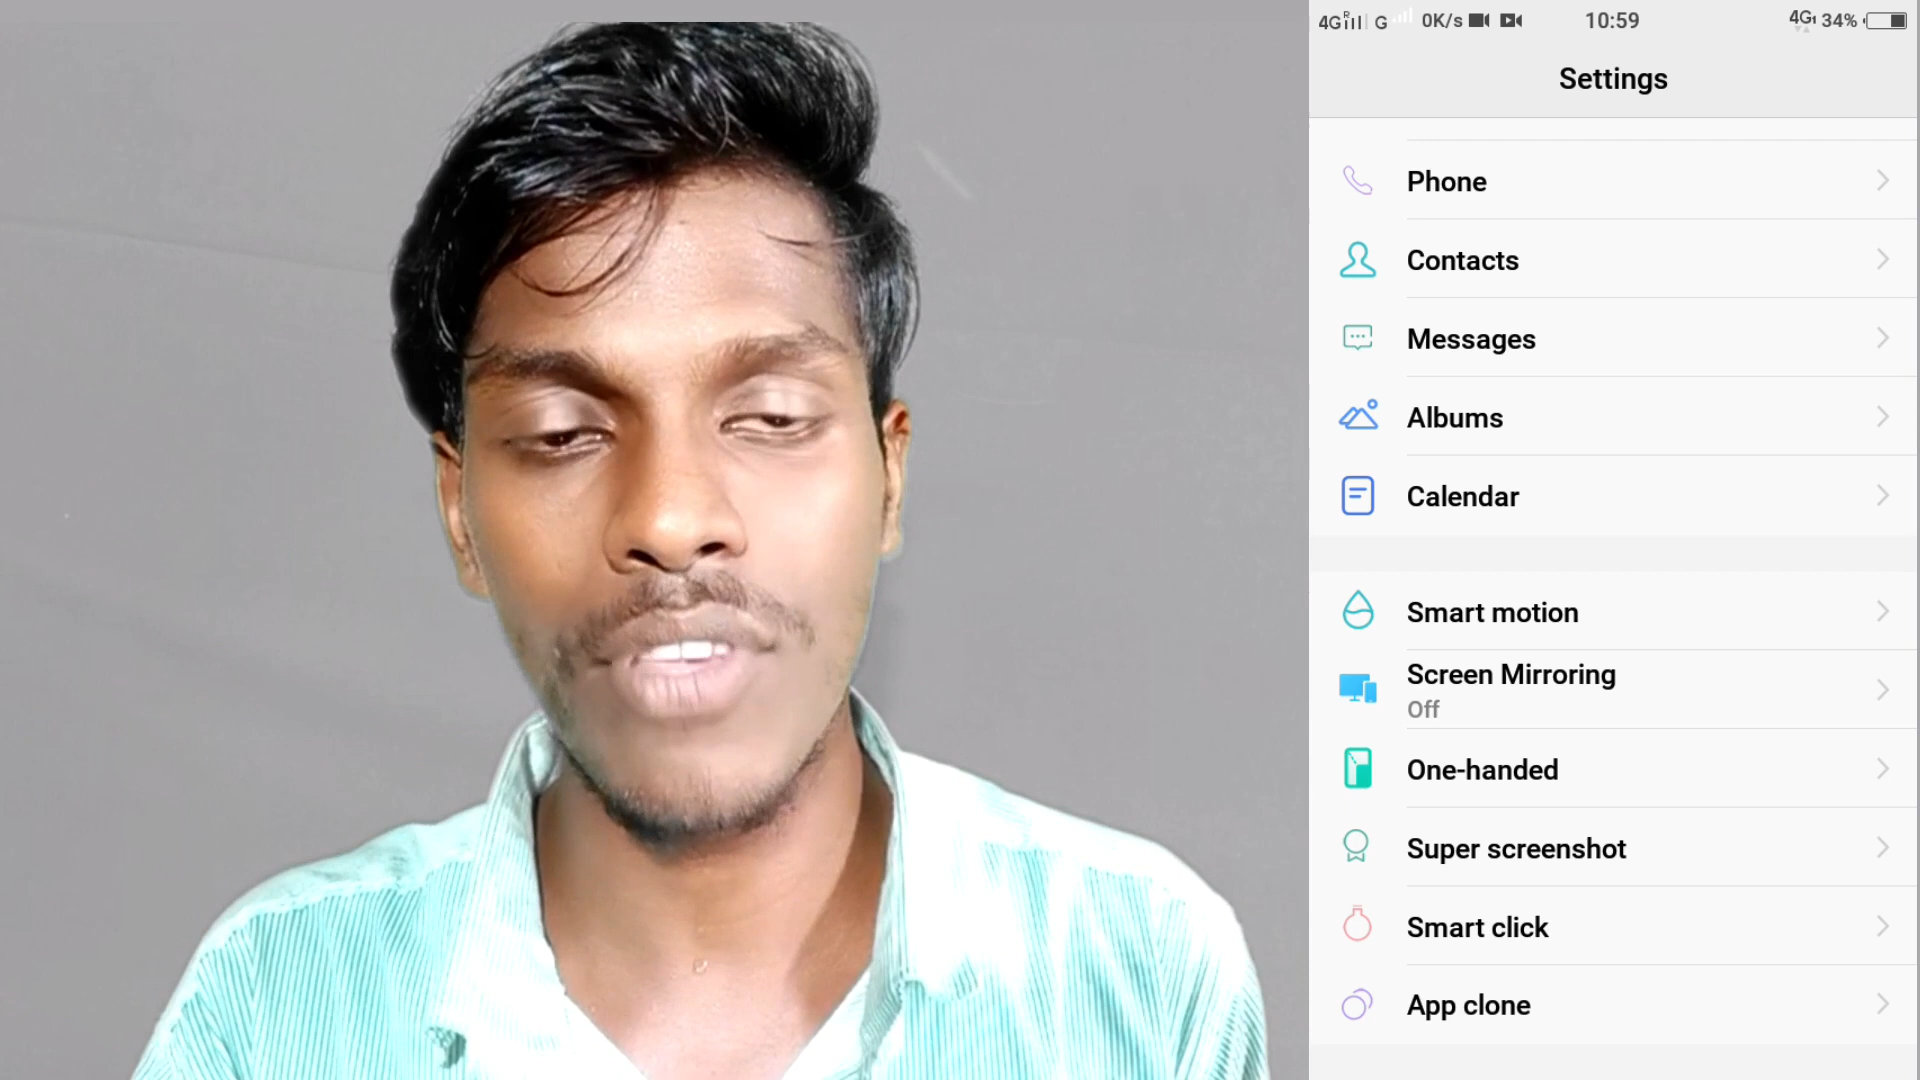 4G R G 0K/s 10:59 4G 34%
Settings
Phone
Contacts
Messages
Albums
Calendar
Smart motion
Screen Mirroring
Off
One-handed
Super screenshot
Smart click
App clone